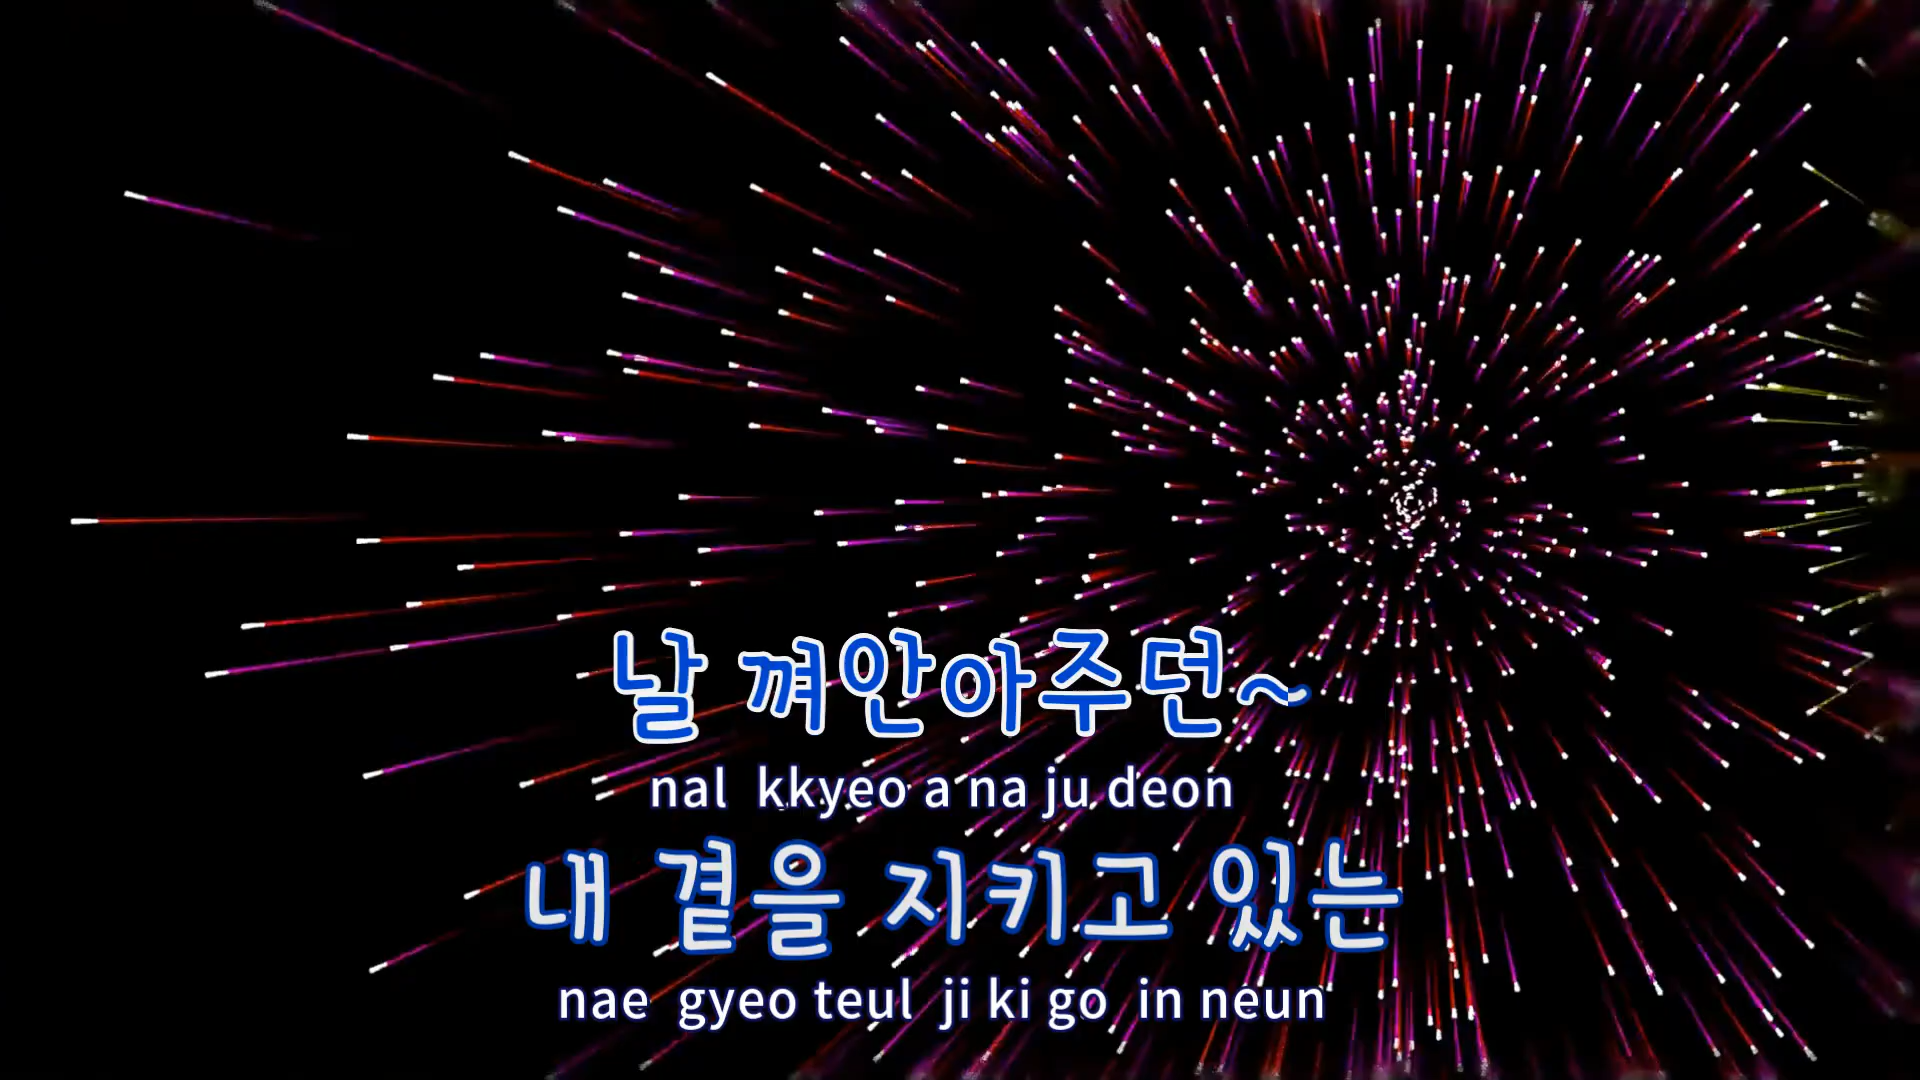 날 껴안아주던~
nal kkyeo a na ju deon
내 곁을 지키고 있는
nae gyeo teul ji ki go in neun